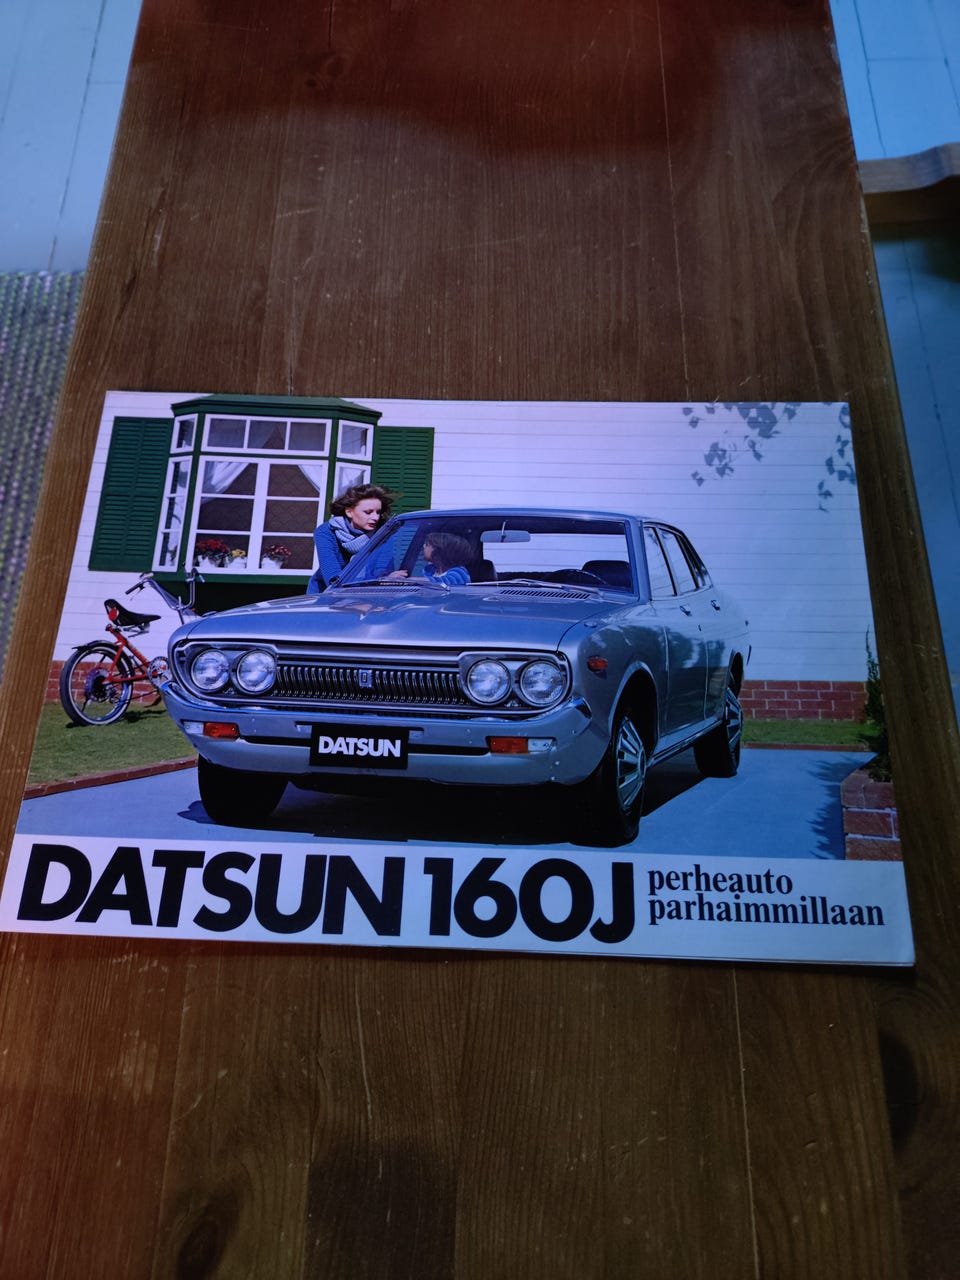 DATSUN
DATSUN 160J
perheauto
parhaimmillaan